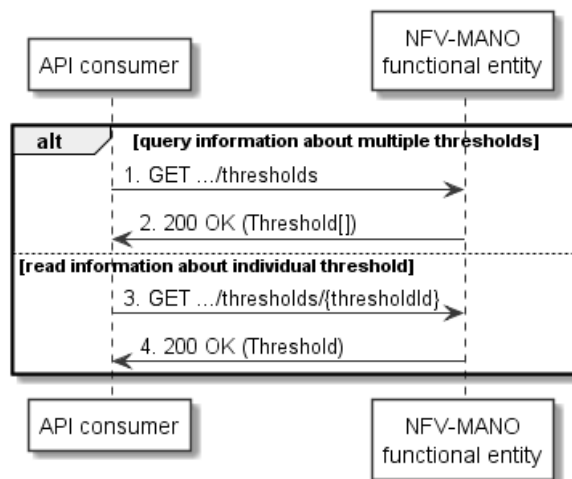 API consumer
NFV-MANO
functional entity
alt
[query information about multiple thresholds]
1. GET .../thresholds
2. 200 OK (Threshold[])
[read information about individual threshold]
3. GET .../thresholds/{thresholdId}
4. 200 OK (Threshold)
API consumer
NFV-MANO
functional entity